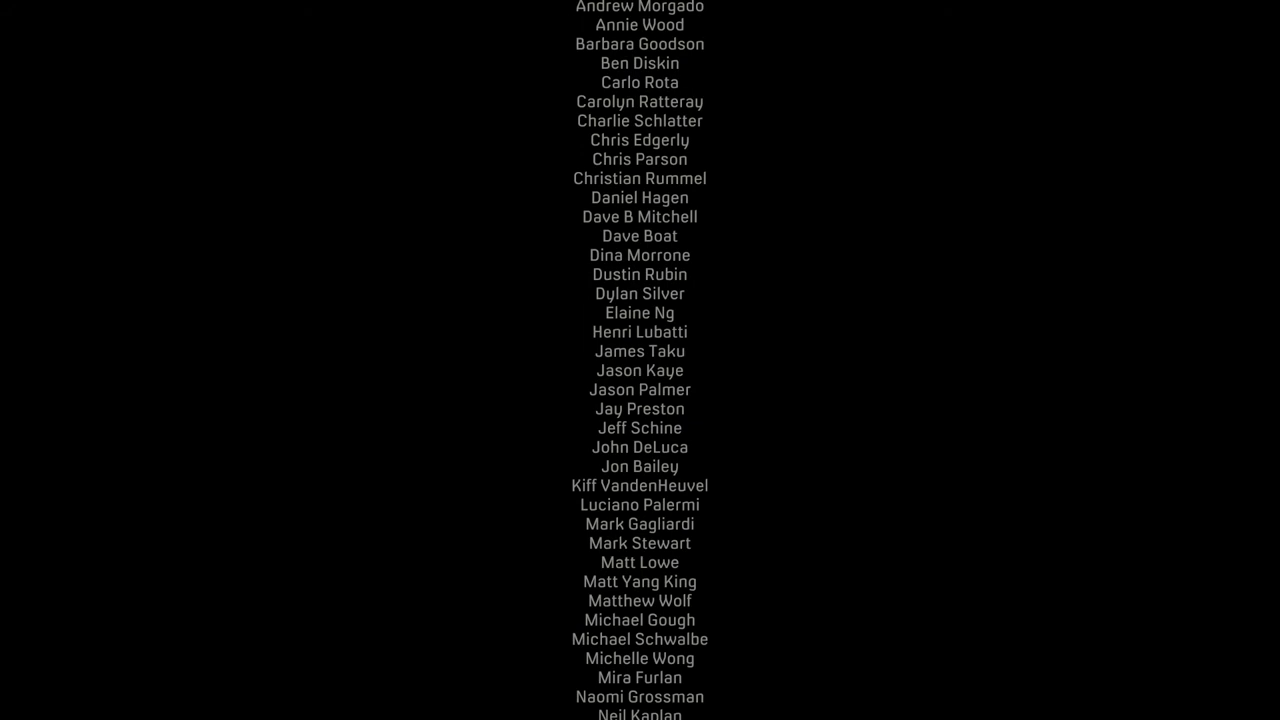 Andrew Morgado
Annie Wood
Barbara Goodson
Ben Diskin
Carlo Rota
Carolyn Ratteray
Charlie Schlatter
Chris Edgerly
Chris Parson
Christian Rummel
Daniel Hagen
Dave B Mitchell
Dave Boat
Dina Morrone
Dustin Rubin
Dylan Silver
Elaine Ng
Henri Lubatti
James Taku
Jason Kaye
Jason Palmer
Jay Preston
Jeff Schine
John DeLuca
Jon Bailey
Kiff VandenHeuvel
Luciano Palermi
Mark Gagliardi
Mark Stewart
Matt Lowe
Matt Yang King
Matthew Wolf
Michael Gough
Michael Schwalbe
Michelle Wong
Mira Furlan
Naomi Grossman
Neil Kaplan